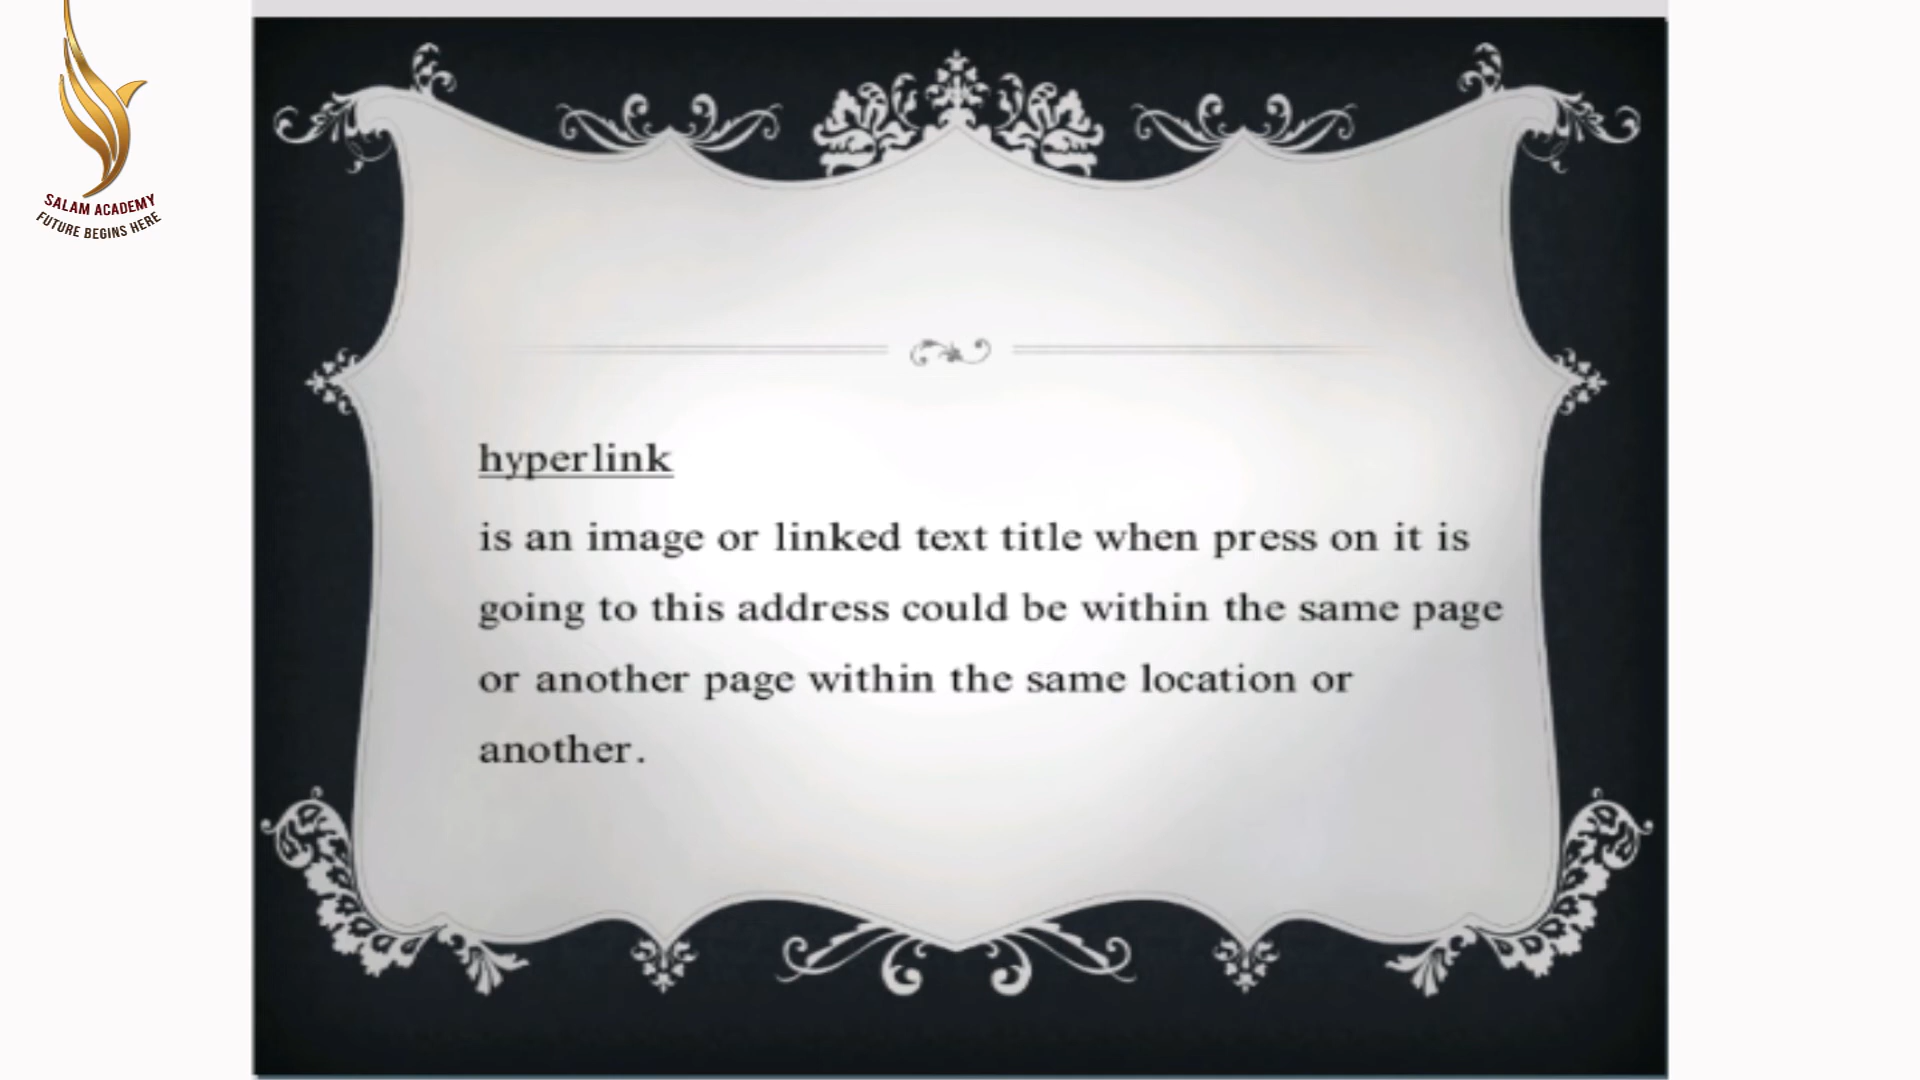 SALAM ACADEMY
FUTURE BEGINS HERE
hyperlink
is an image or linked text title when press on it is
going to this address could be within the same page
or another page within the same location or
another.